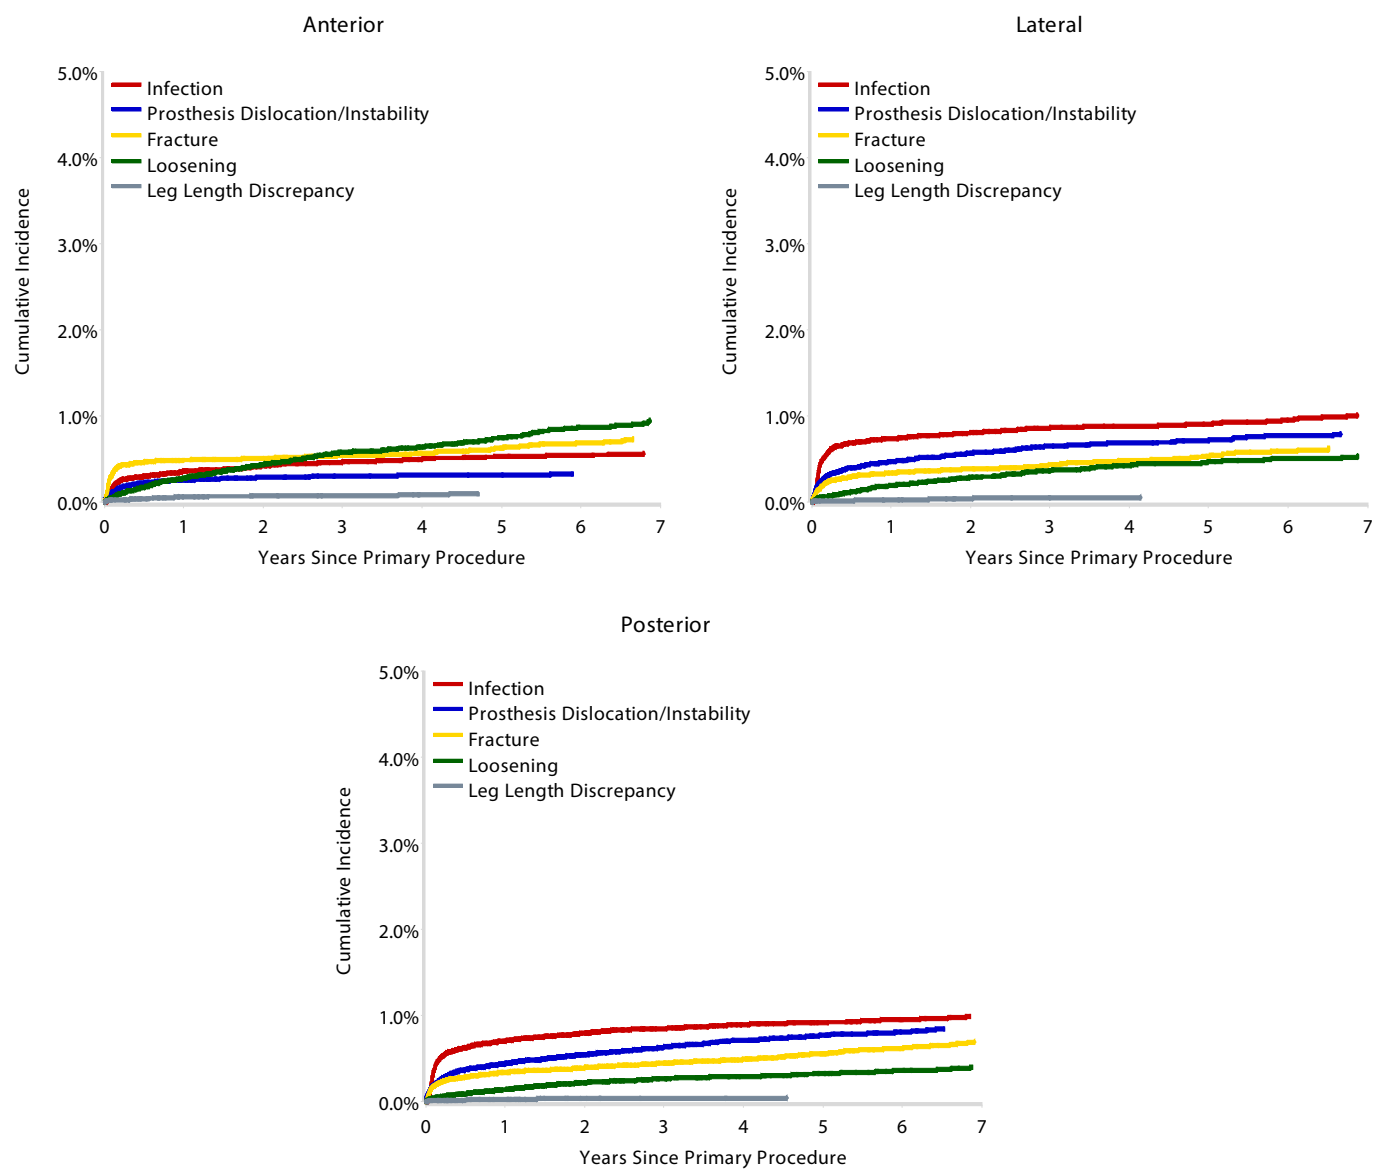 Anterior
5.0%
4.0%
3.0%
2.0%
1.0%
0.0%
Cumulative Incidence
Infection
Prosthesis Dislocation/Instability
Fracture
Loosening
Leg Length Discrepancy
0 1 2 3 4 5 6 7
Years Since Primary Procedure
Lateral
5.0%
4.0%
3.0%
2.0%
1.0%
0.0%
Cumulative Incidence
Infection
Prosthesis Dislocation/Instability
Fracture
Loosening
Leg Length Discrepancy
0 1 2 3 4 5 6 7
Years Since Primary Procedure
Posterior
5.0%
4.0%
3.0%
2.0%
1.0%
0.0%
Cumulative Incidence
Infection
Prosthesis Dislocation/Instability
Fracture
Loosening
Leg Length Discrepancy
0 1 2 3 4 5 6 7
Years Since Primary Procedure